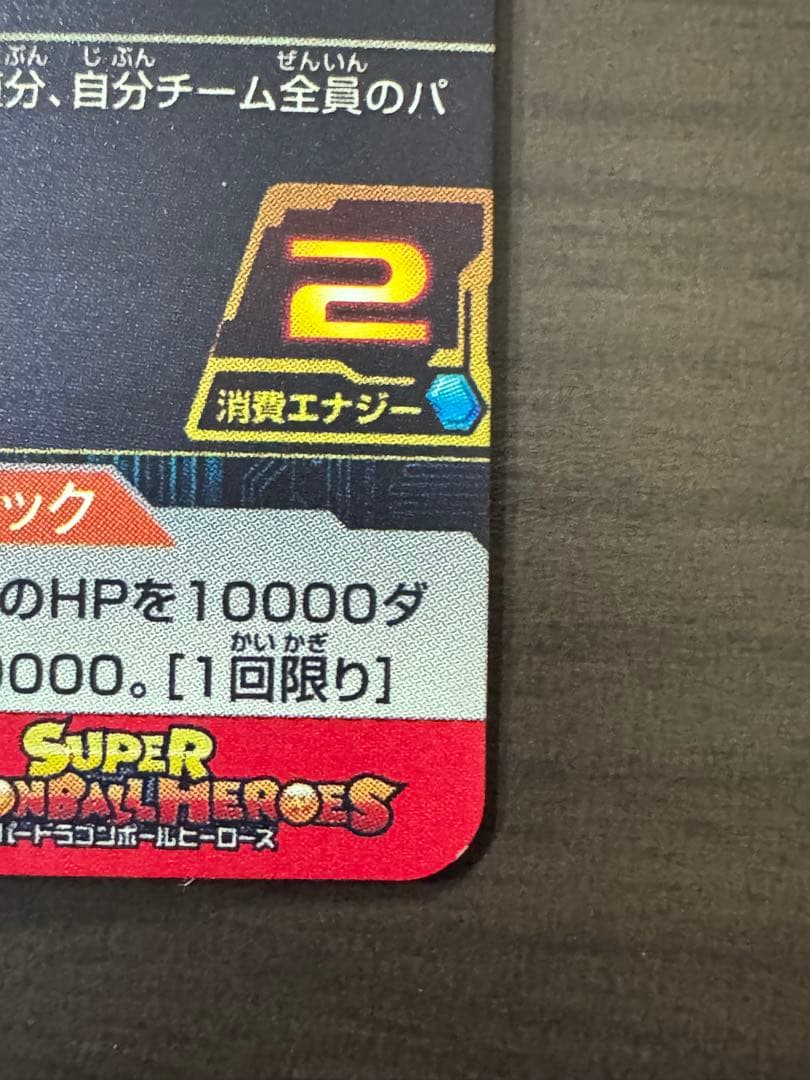 ぶん じぶん ぜんいん
分、自分チーム全員のパ
2
消費エナジー
ック
のHPを10000ダ
かいかぎ
0000。[1回限り]
SUPER
ONBALL HEROES
パードラゴンボールヒーローズ